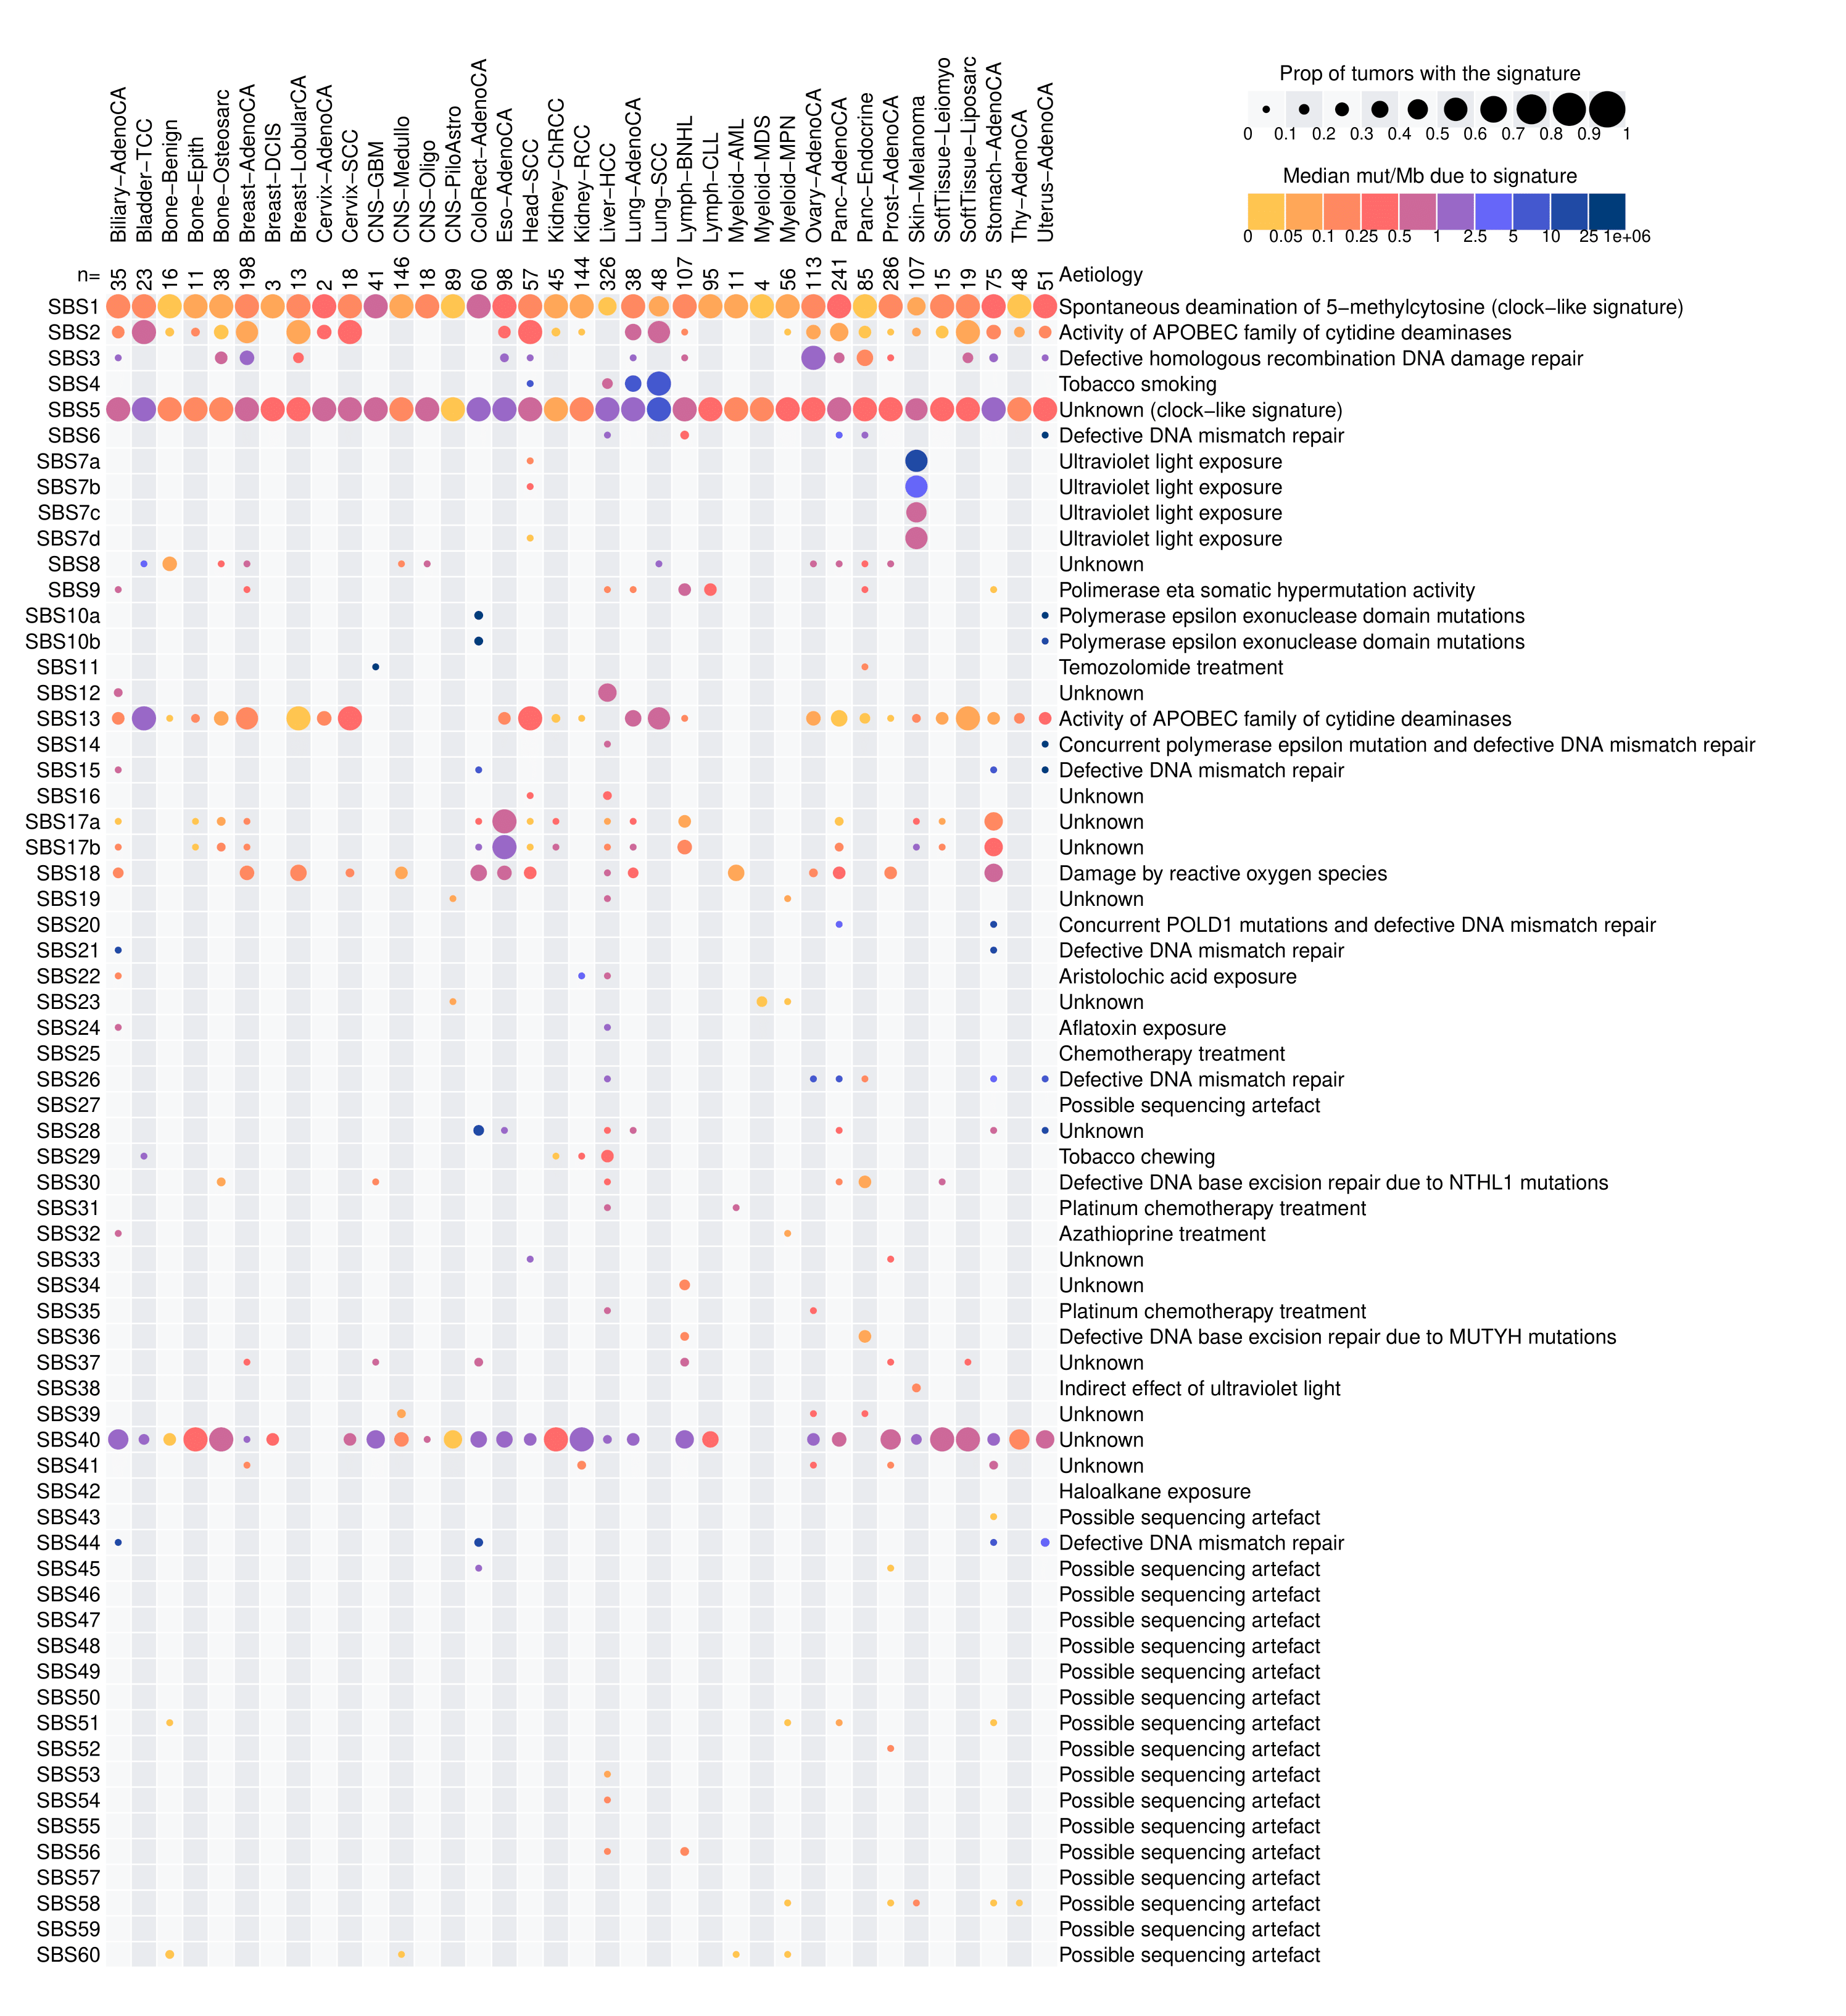 Prop of tumors with the signature
0 0.1 0.2 0.3 0.4 0.5 0.6 0.7 0.8 0.9 1
Median mut/Mb due to signature
0 0.05 0.1 0.25 0.5 1 2.5 5 10 25 1e+06
Biliary−AdenoCA
Bladder−TCC
Bone−Benign
Bone−Epith
Bone−Osteosarc
Breast−AdenoCA
Breast−DCIS
Breast−LobularCA
Cervix−AdenoCA
Cervix−SCC
CNS−GBM
CNS−Medullo
CNS−Oligo
CNS−PiloAstro
ColoRect−AdenoCA
Eso−AdenoCA
Head−SCC
Kidney−ChRCC
Kidney−RCC
Liver−HCC
Lung−AdenoCA
Lung−SCC
Lymph−BNHL
Lymph−CLL
Myeloid−AML
Myeloid−MDS
Myeloid−MPN
Ovary−AdenoCA
Panc−AdenoCA
Panc−Endocrine
Prost−AdenoCA
Skin−Melanoma
SoftTissue−Leiomyo
SoftTissue−Liposarc
Stomach−AdenoCA
Thy−AdenoCA
Uterus−AdenoCA
n= 35 23 16 11 38 198 3 13 2 18 41 146 18 89 60 98 57 45 144 326 38 48 107 95 11 4 56 113 241 85 286 107 15 19 75 48 51 Aetiology
SBS1 Spontaneous deamination of 5−methylcytosine (clock−like signature)
SBS2 Activity of APOBEC family of cytidine deaminases
SBS3 Defective homologous recombination DNA damage repair
SBS4 Tobacco smoking
SBS5 Unknown (clock−like signature)
SBS6 Defective DNA mismatch repair
SBS7a Ultraviolet light exposure
SBS7b Ultraviolet light exposure
SBS7c Ultraviolet light exposure
SBS7d Ultraviolet light exposure
SBS8 Unknown
SBS9 Polimerase eta somatic hypermutation activity
SBS10a Polymerase epsilon exonuclease domain mutations
SBS10b Polymerase epsilon exonuclease domain mutations
SBS11 Temozolomide treatment
SBS12 Unknown
SBS13 Activity of APOBEC family of cytidine deaminases
SBS14 Concurrent polymerase epsilon mutation and defective DNA mismatch repair
SBS15 Defective DNA mismatch repair
SBS16 Unknown
SBS17a Unknown
SBS17b Unknown
SBS18 Damage by reactive oxygen species
SBS19 Unknown
SBS20 Concurrent POLD1 mutations and defective DNA mismatch repair
SBS21 Defective DNA mismatch repair
SBS22 Aristolochic acid exposure
SBS23 Unknown
SBS24 Aflatoxin exposure
SBS25 Chemotherapy treatment
SBS26 Defective DNA mismatch repair
SBS27 Possible sequencing artefact
SBS28 Unknown
SBS29 Tobacco chewing
SBS30 Defective DNA base excision repair due to NTHL1 mutations
SBS31 Platinum chemotherapy treatment
SBS32 Azathioprine treatment
SBS33 Unknown
SBS34 Unknown
SBS35 Platinum chemotherapy treatment
SBS36 Defective DNA base excision repair due to MUTYH mutations
SBS37 Unknown
SBS38 Indirect effect of ultraviolet light
SBS39 Unknown
SBS40 Unknown
SBS41 Unknown
SBS42 Haloalkane exposure
SBS43 Possible sequencing artefact
SBS44 Defective DNA mismatch repair
SBS45 Possible sequencing artefact
SBS46 Possible sequencing artefact
SBS47 Possible sequencing artefact
SBS48 Possible sequencing artefact
SBS49 Possible sequencing artefact
SBS50 Possible sequencing artefact
SBS51 Possible sequencing artefact
SBS52 Possible sequencing artefact
SBS53 Possible sequencing artefact
SBS54 Possible sequencing artefact
SBS55 Possible sequencing artefact
SBS56 Possible sequencing artefact
SBS57 Possible sequencing artefact
SBS58 Possible sequencing artefact
SBS59 Possible sequencing artefact
SBS60 Possible sequencing artefact